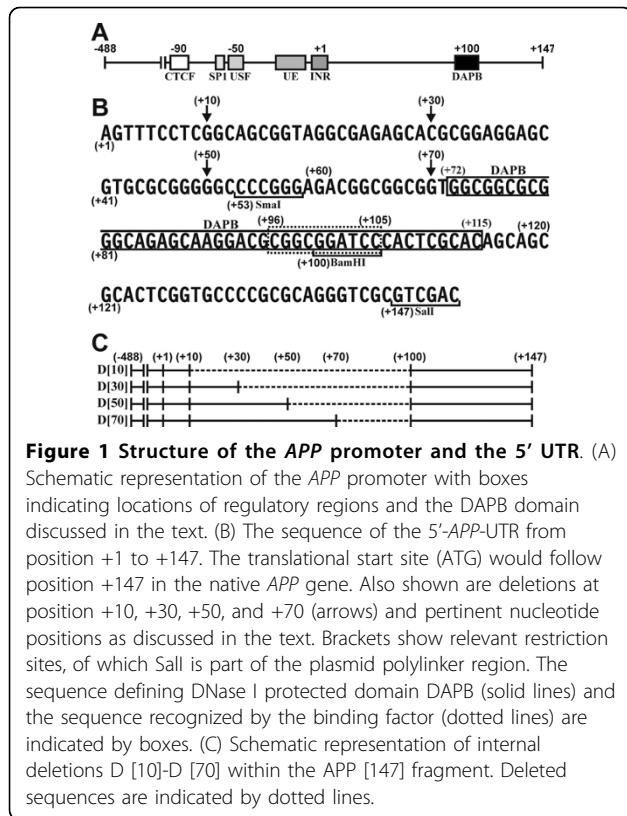 A
-488 -90 -50 +1 +100 +147
CTCF SP1 USF UE INR DAPB
B
(+10) (+30)
AGTTTCCTCGGCAGCGGTAGGCGAGAGCACGCGGAGGAGC
(+1)
(+50) (+60) (+70) (+72) DAPB
GTGCGCGGGGGCCCCGGGAGACGGCGGCGGTGGCGGCGCG
(+41) (+53) SmaI
DAPB (+96) (+105) (+115) (+120)
GGCAGAGCAAGGACGCGGCGGATCCCACTCGCACAGCAGC
(+81) (+100) BamHI
GCACTCGGTGCCCCGCGCAGGGTCGCGTCGAC
(+121) (+147) SalI
C
(-488) (+1) (+10) (+30) (+50) (+70) (+100) (+147)
D[10]
D[30]
D[50]
D[70]
Figure 1 Structure of the APP promoter and the 5' UTR. (A)
Schematic representation of the APP promoter with boxes
indicating locations of regulatory regions and the DAPB domain
discussed in the text. (B) The sequence of the 5'-APP-UTR from
position +1 to +147. The translational start site (ATG) would follow
position +147 in the native APP gene. Also shown are deletions at
position +10, +30, +50, and +70 (arrows) and pertinent nucleotide
positions as discussed in the text. Brackets show relevant restriction
sites, of which SalI is part of the plasmid polylinker region. The
sequence defining DNase I protected domain DAPB (solid lines) and
the sequence recognized by the binding factor (dotted lines) are
indicated by boxes. (C) Schematic representation of internal
deletions D [10]-D [70] within the APP [147] fragment. Deleted
sequences are indicated by dotted lines.